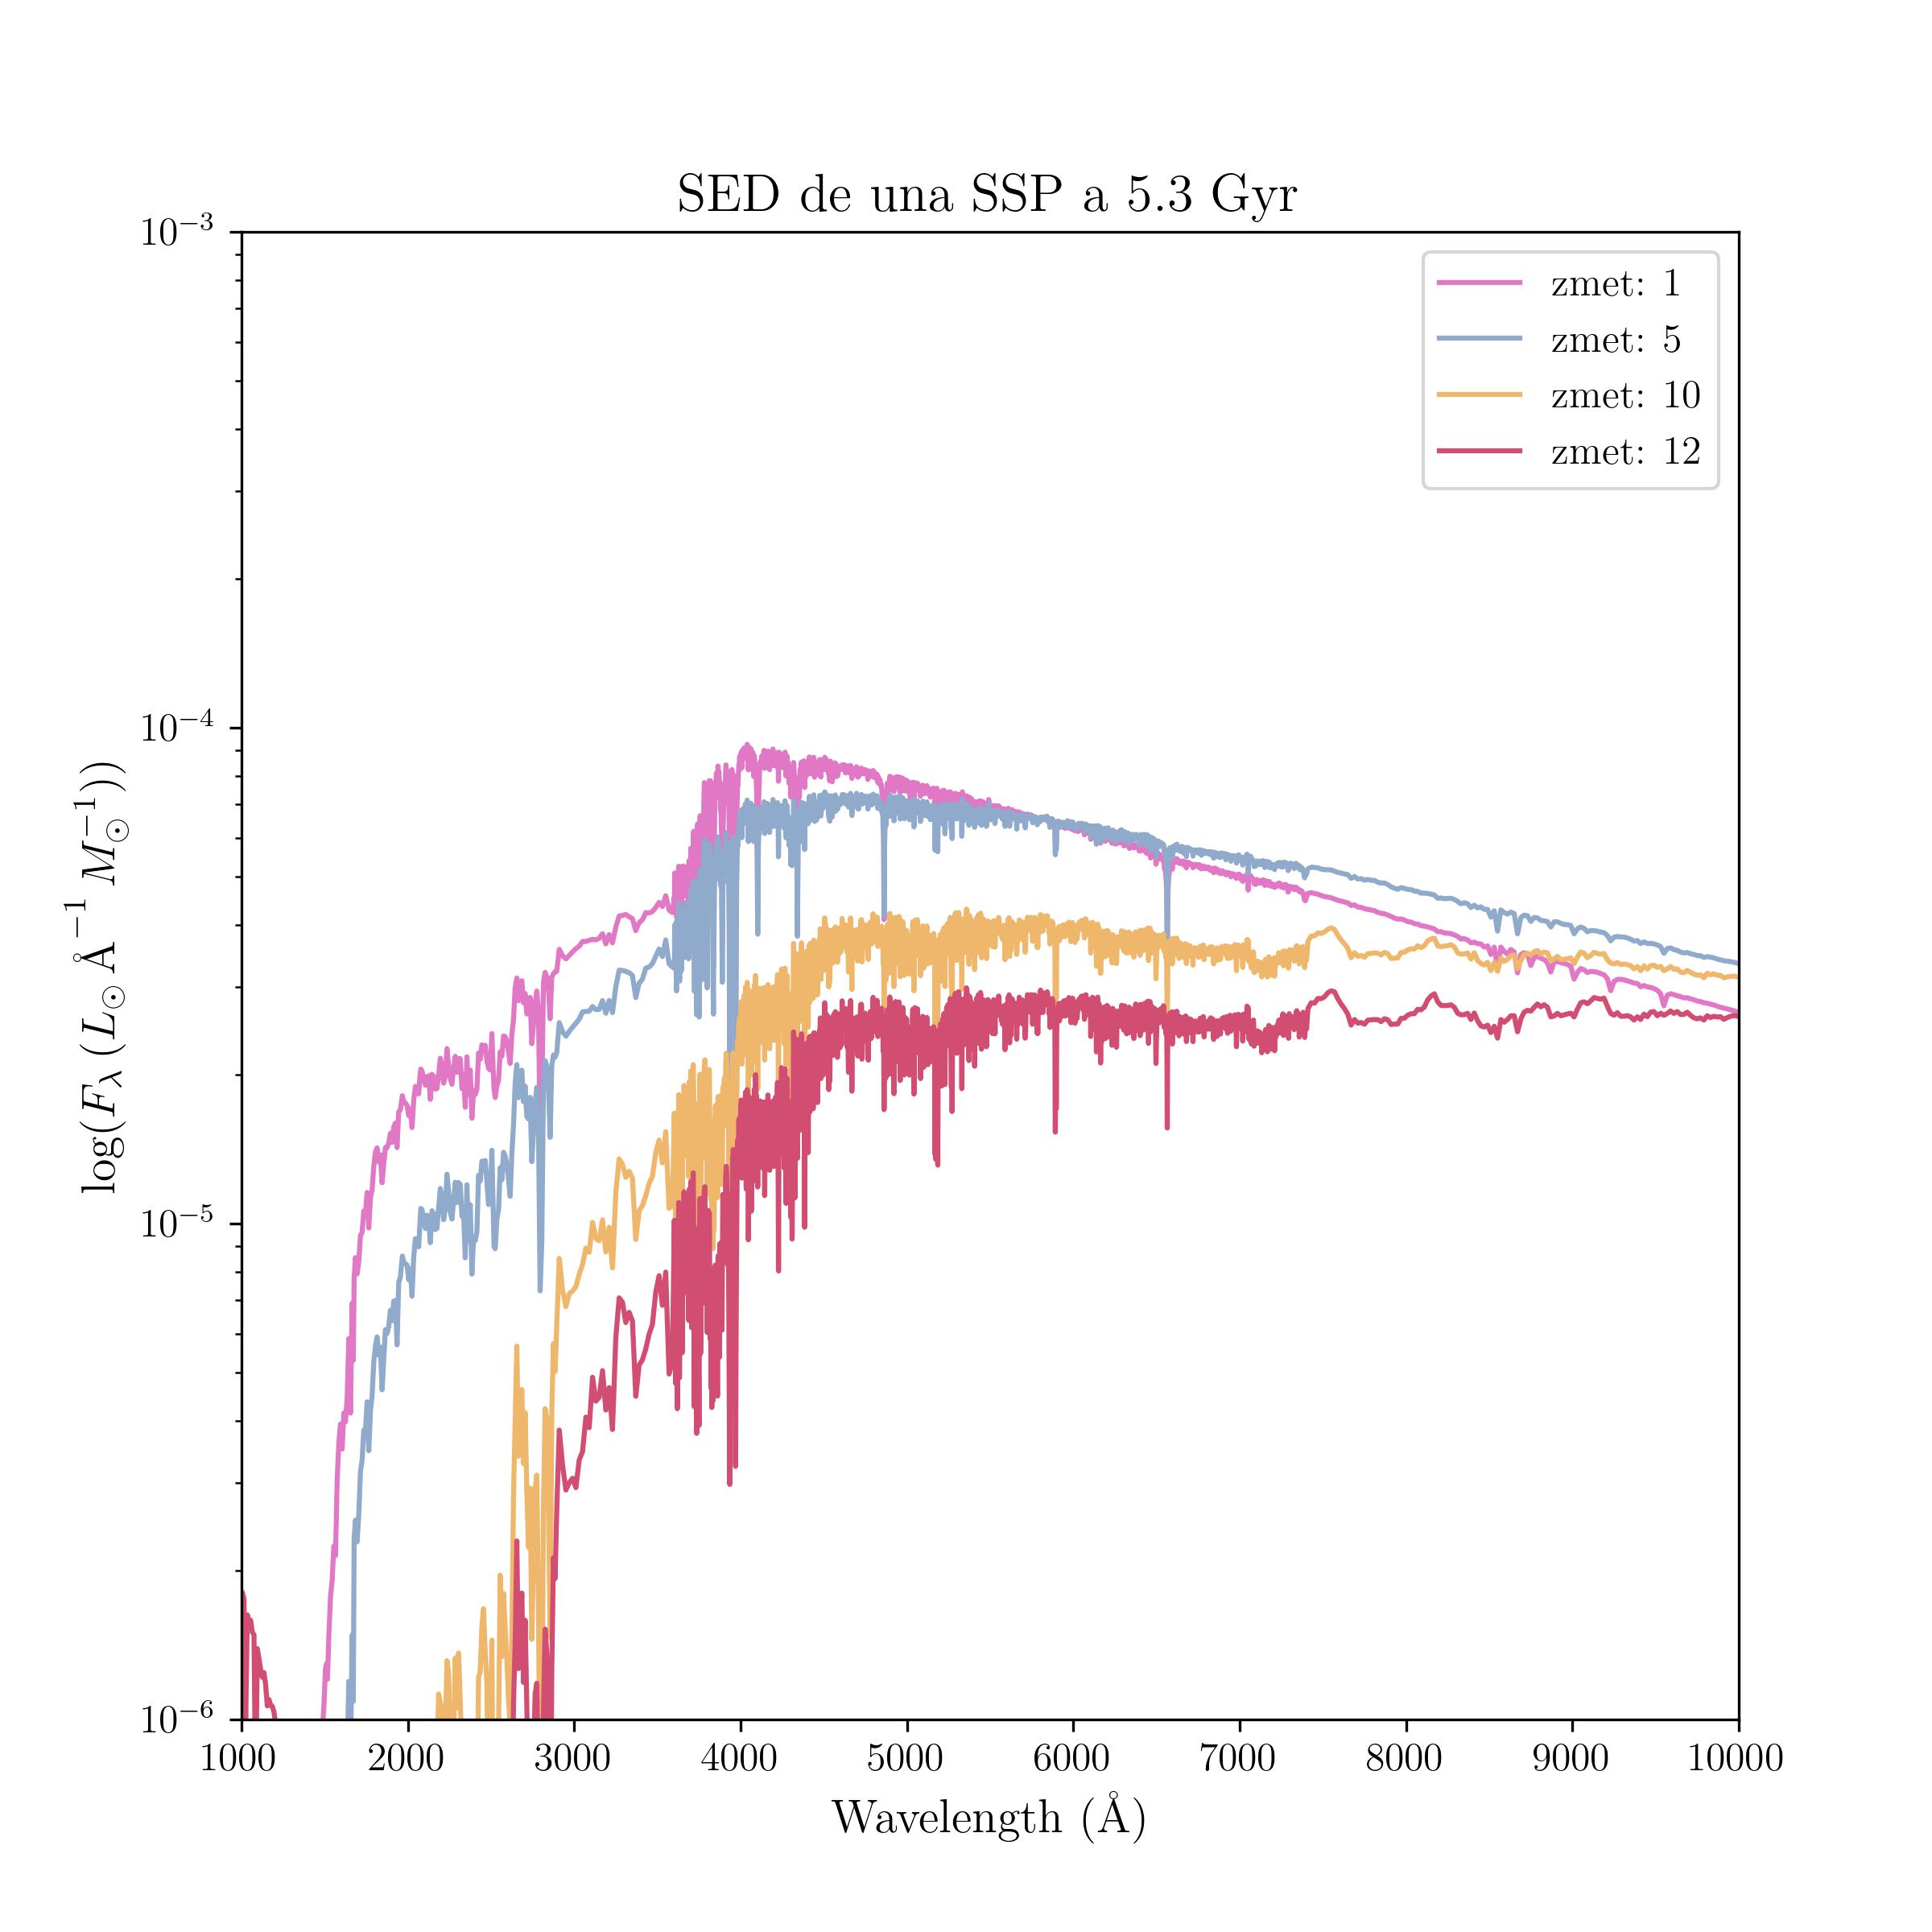 SED de una SSP a 5.3 Gyr
10⁻³
10⁻⁴
10⁻⁵
10⁻⁶
log(F_λ (L_⊙ Å⁻¹ M_⊙⁻¹))
zmet: 1
zmet: 5
zmet: 10
zmet: 12
1000 2000 3000 4000 5000 6000 7000 8000 9000 10000
Wavelength (Å)